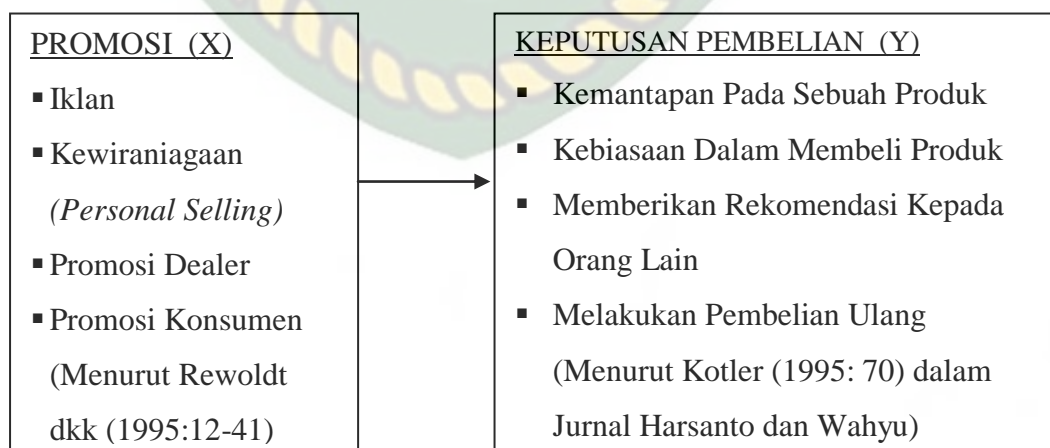 PROMOSI (X)
▪ Iklan
▪ Kewiraniagaan
(Personal Selling)
▪ Promosi Dealer
▪ Promosi Konsumen
(Menurut Rewoldt
dkk (1995:12-41)
KEPUTUSAN PEMBELIAN (Y)
▪ Kemantapan Pada Sebuah Produk
▪ Kebiasaan Dalam Membeli Produk
▪ Memberikan Rekomendasi Kepada
Orang Lain
▪ Melakukan Pembelian Ulang
(Menurut Kotler (1995: 70) dalam
Jurnal Harsanto dan Wahyu)